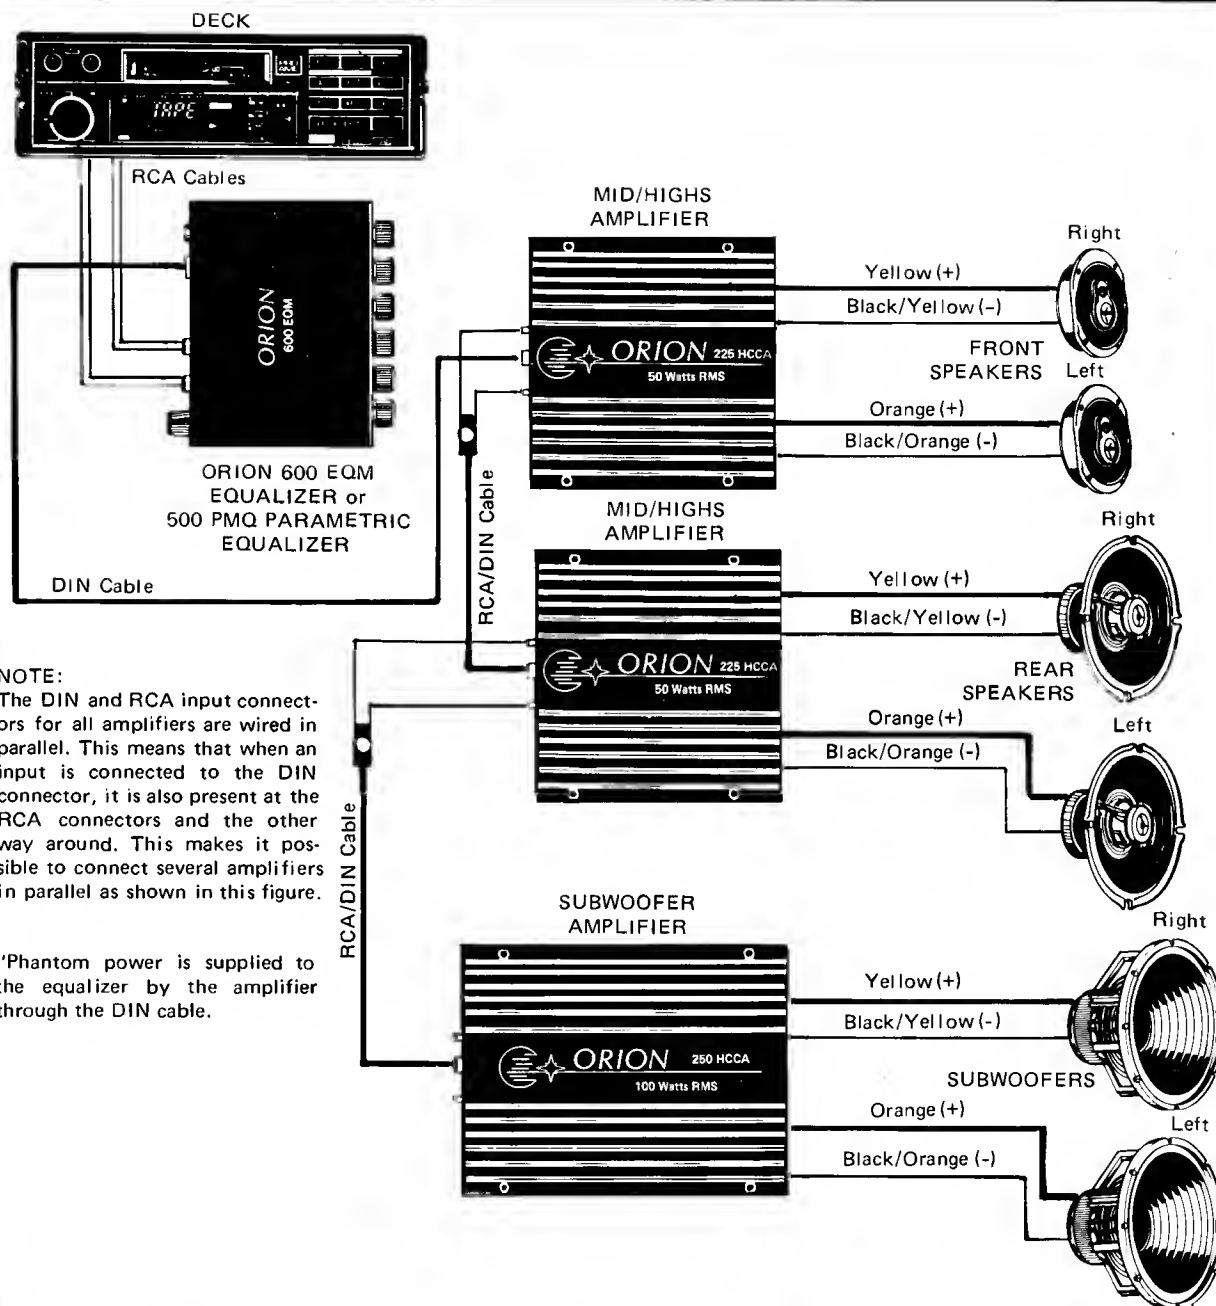 DECK
TAPE
RCA Cables
ORION
600 EQM
ORION 600 EQM
EQUALIZER or
500 PMQ PARAMETRIC
EQUALIZER
DIN Cable
MID/HIGHS
AMPLIFIER
ORION 225 HCCA
50 Watts RMS
Yellow (+)
Black/Yellow (-)
Right
FRONT
SPEAKERS
Left
Orange (+)
Black/Orange (-)
RCA/DIN Cable
MID/HIGHS
AMPLIFIER
ORION 225 HCCA
50 Watts RMS
Right
Yellow (+)
Black/Yellow (-)
REAR
SPEAKERS
Left
Orange (+)
Black/Orange (-)
NOTE:
The DIN and RCA input connect-
ors for all amplifiers are wired in
parallel. This means that when an
input is connected to the DIN
connector, it is also present at the
RCA connectors and the other
way around. This makes it pos-
sible to connect several amplifiers
in parallel as shown in this figure.
'Phantom power is supplied to
the equalizer by the amplifier
through the DIN cable.
RCA/DIN Cable
SUBWOOFER
AMPLIFIER
ORION 250 HCCA
100 Watts RMS
Right
Yellow (+)
Black/Yellow (-)
SUBWOOFERS
Left
Orange (+)
Black/Orange (-)